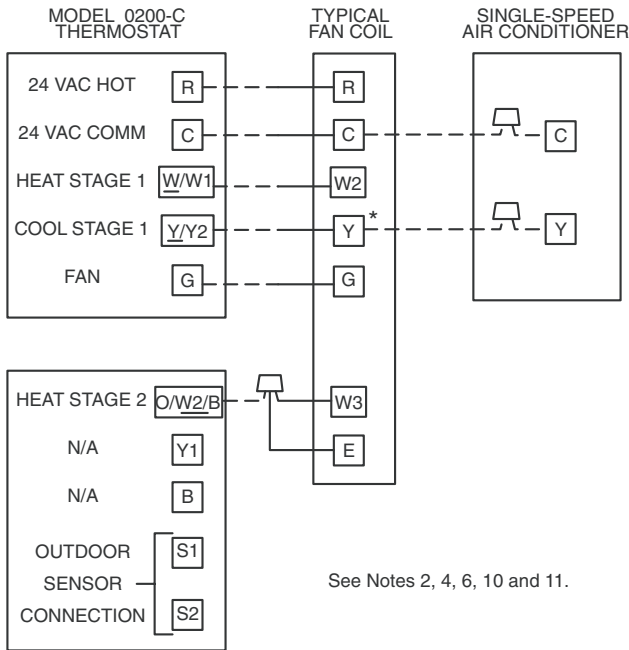 MODEL 0200-C THERMOSTAT
TYPICAL FAN COIL
SINGLE-SPEED AIR CONDITIONER
24 VAC HOT R R
24 VAC COMM C C C
HEAT STAGE 1 W/W1 W2
COOL STAGE 1 Y/Y2 Y * Y
FAN G G
HEAT STAGE 2 O/W2/B W3
E
N/A Y1
N/A B
OUTDOOR S1
SENSOR
CONNECTION S2
See Notes 2, 4, 6, 10 and 11.